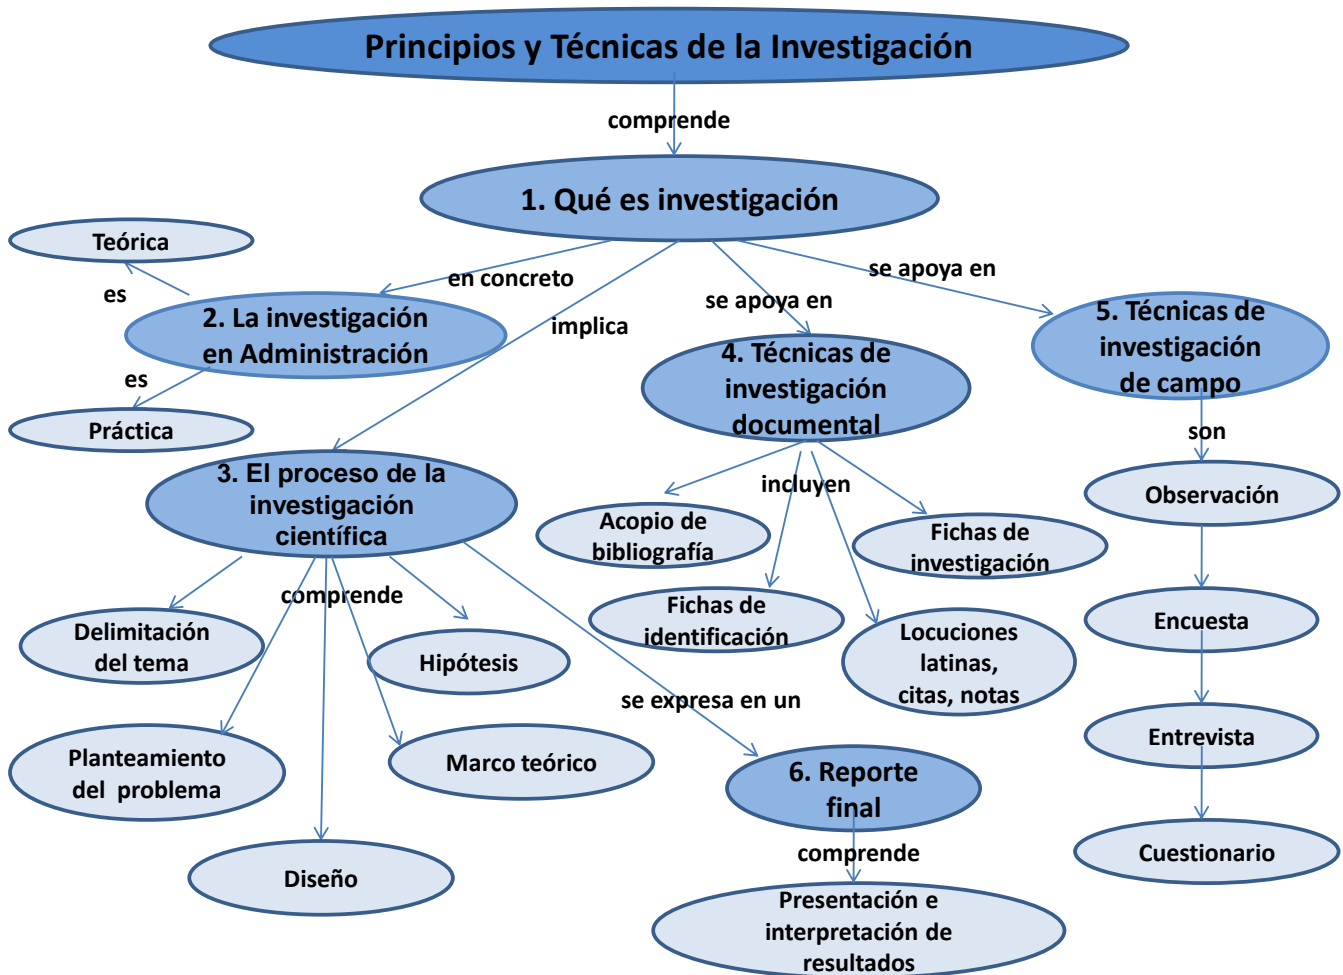 Principios y Técnicas de la Investigación
comprende
1. Qué es investigación
Teórica
es
en concreto
se apoya en
se apoya en
implica
2. La investigación
en Administración
es
Práctica
4. Técnicas de
investigación
documental
5. Técnicas de
investigación
de campo
son
3. El proceso de la
investigación
científica
incluyen
Acopio de
bibliografía
Fichas de
investigación
Observación
comprende
Fichas de
identificación
Locuciones
latinas,
citas, notas
Encuesta
Delimitación
del tema
Hipótesis
se expresa en un
Planteamiento
del problema
Marco teórico
6. Reporte
final
Entrevista
Diseño
comprende
Cuestionario
Presentación e
interpretación de
resultados